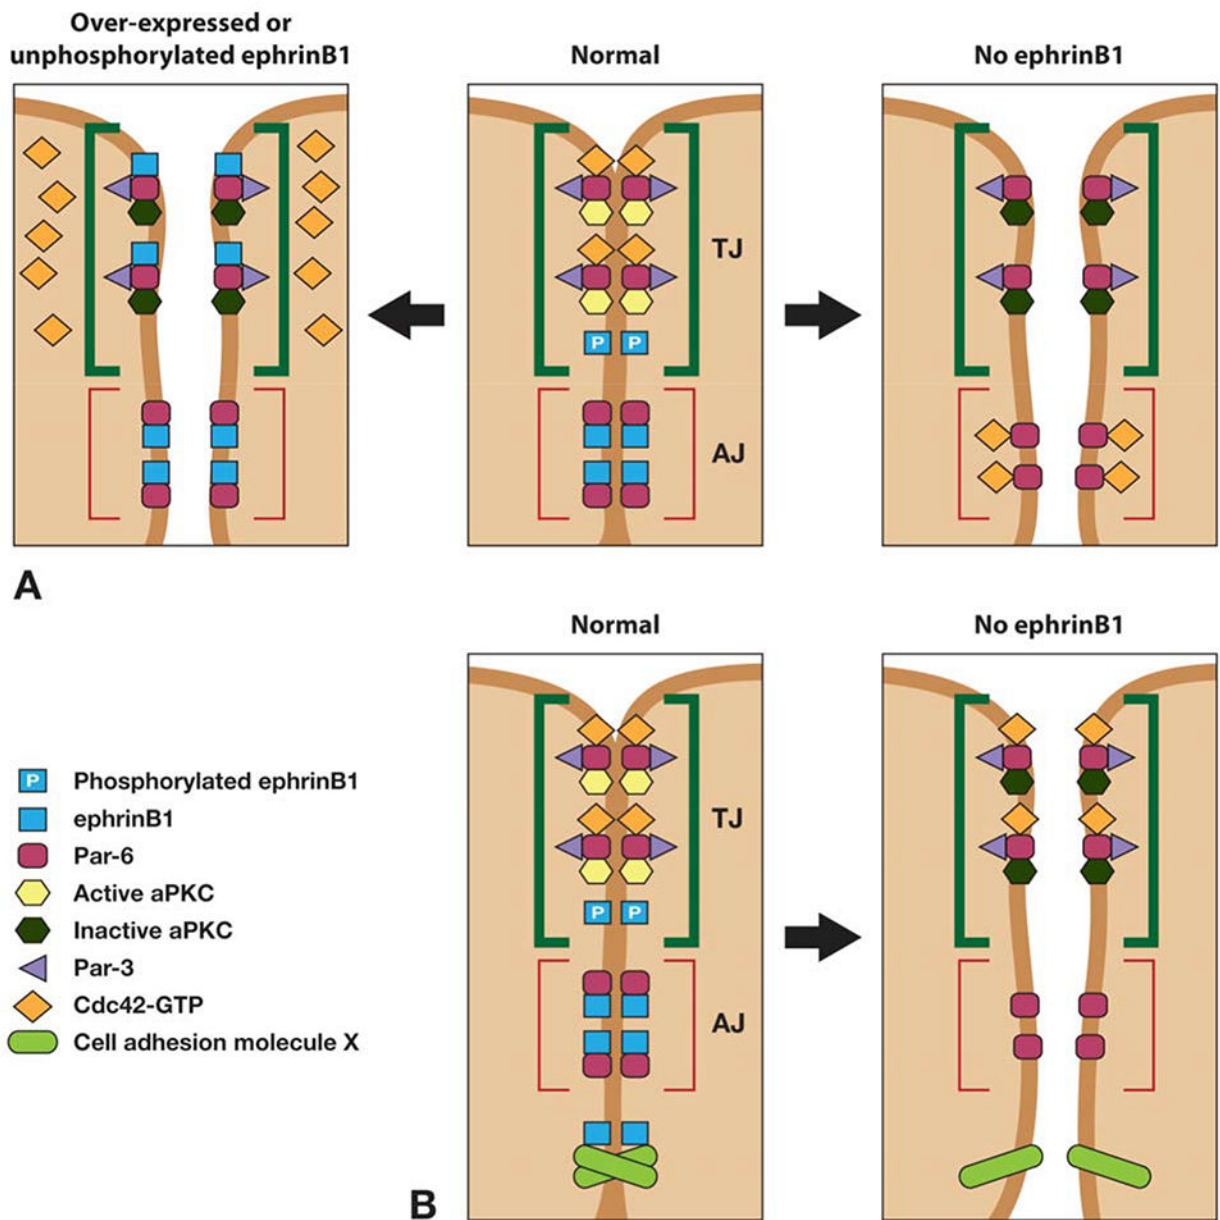 Over-expressed or
unphosphorylated ephrinB1
Normal
No ephrinB1
TJ
P P
AJ
A
Normal
No ephrinB1
TJ
P P
AJ
P Phosphorylated ephrinB1
ephrinB1
Par-6
Active aPKC
Inactive aPKC
Par-3
Cdc42-GTP
Cell adhesion molecule X
B